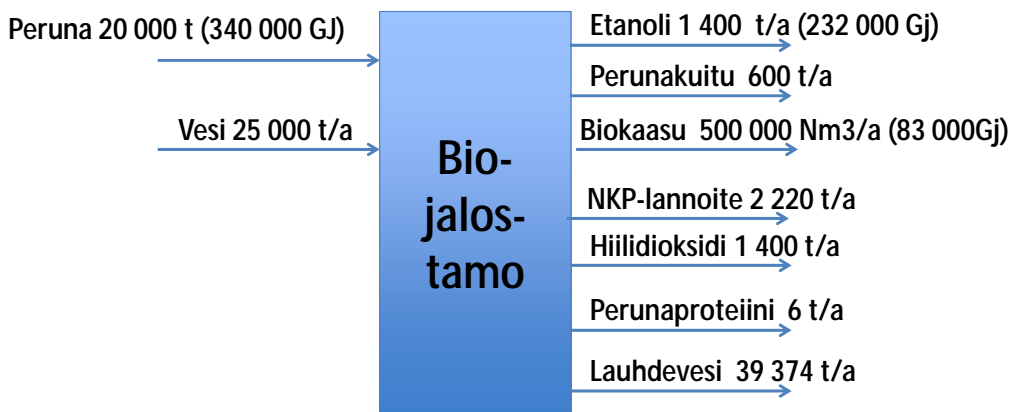 Peruna 20 000 t (340 000 GJ)
Vesi 25 000 t/a
Bio-
jalos-
tamo
Etanoli 1 400 t/a (232 000 Gj)
Perunakuitu 600 t/a
Biokaasu 500 000 Nm3/a (83 000Gj)
NKP-lannoite 2 220 t/a
Hiilidioksidi 1 400 t/a
Perunaproteiini 6 t/a
Lauhdevesi 39 374 t/a